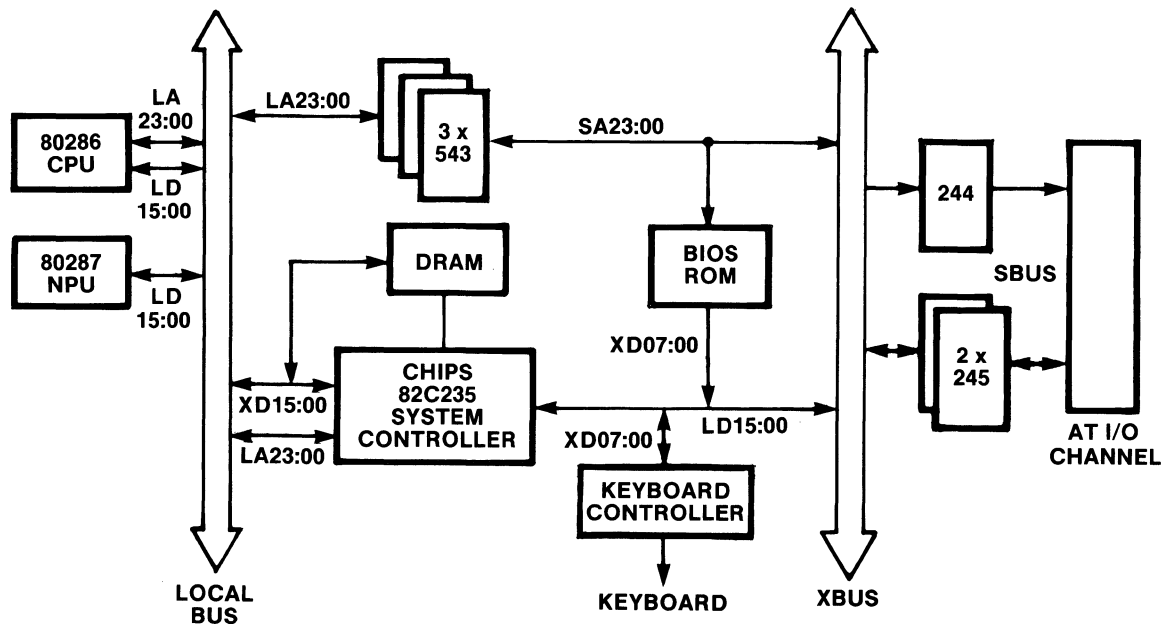 LA
23:00
80286
CPU
LD
15:00
80287
NPU
LD
15:00
LA23:00
3 x
543
SA23:00
DRAM
BIOS
ROM
XD07:00
244
SBUS
2 x
245
AT I/O
CHANNEL
XD15:00
LA23:00
CHIPS
82C235
SYSTEM
CONTROLLER
XD07:00
LD15:00
KEYBOARD
CONTROLLER
KEYBOARD
LOCAL
BUS
XBUS